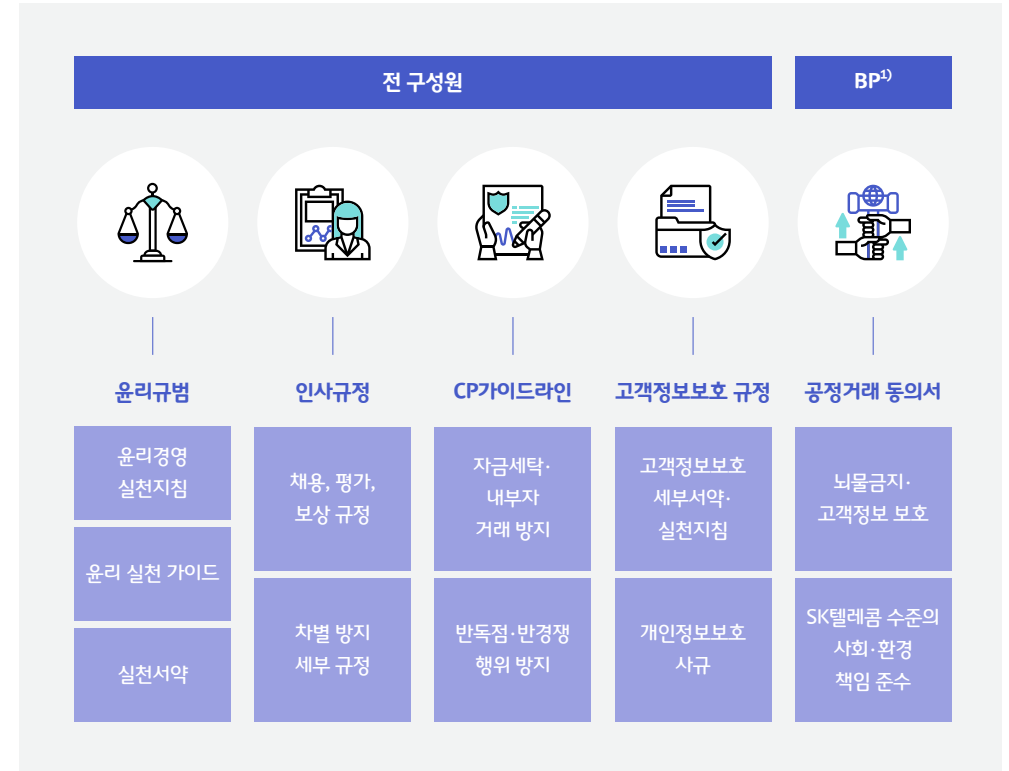 전 구성원
BP1)
윤리규범
윤리경영
실천지침
윤리 실천 가이드
실천서약
인사규정
채용, 평가,
보상 규정
차별 방지
세부 규정
CP가이드라인
자금세탁·
내부자
거래 방지
반독점·반경쟁
행위 방지
고객정보보호 규정
고객정보보호
세부서약·
실천지침
개인정보보호
사규
공정거래 동의서
뇌물금지·
고객정보 보호
SK텔레콤 수준의
사회·환경
책임 준수